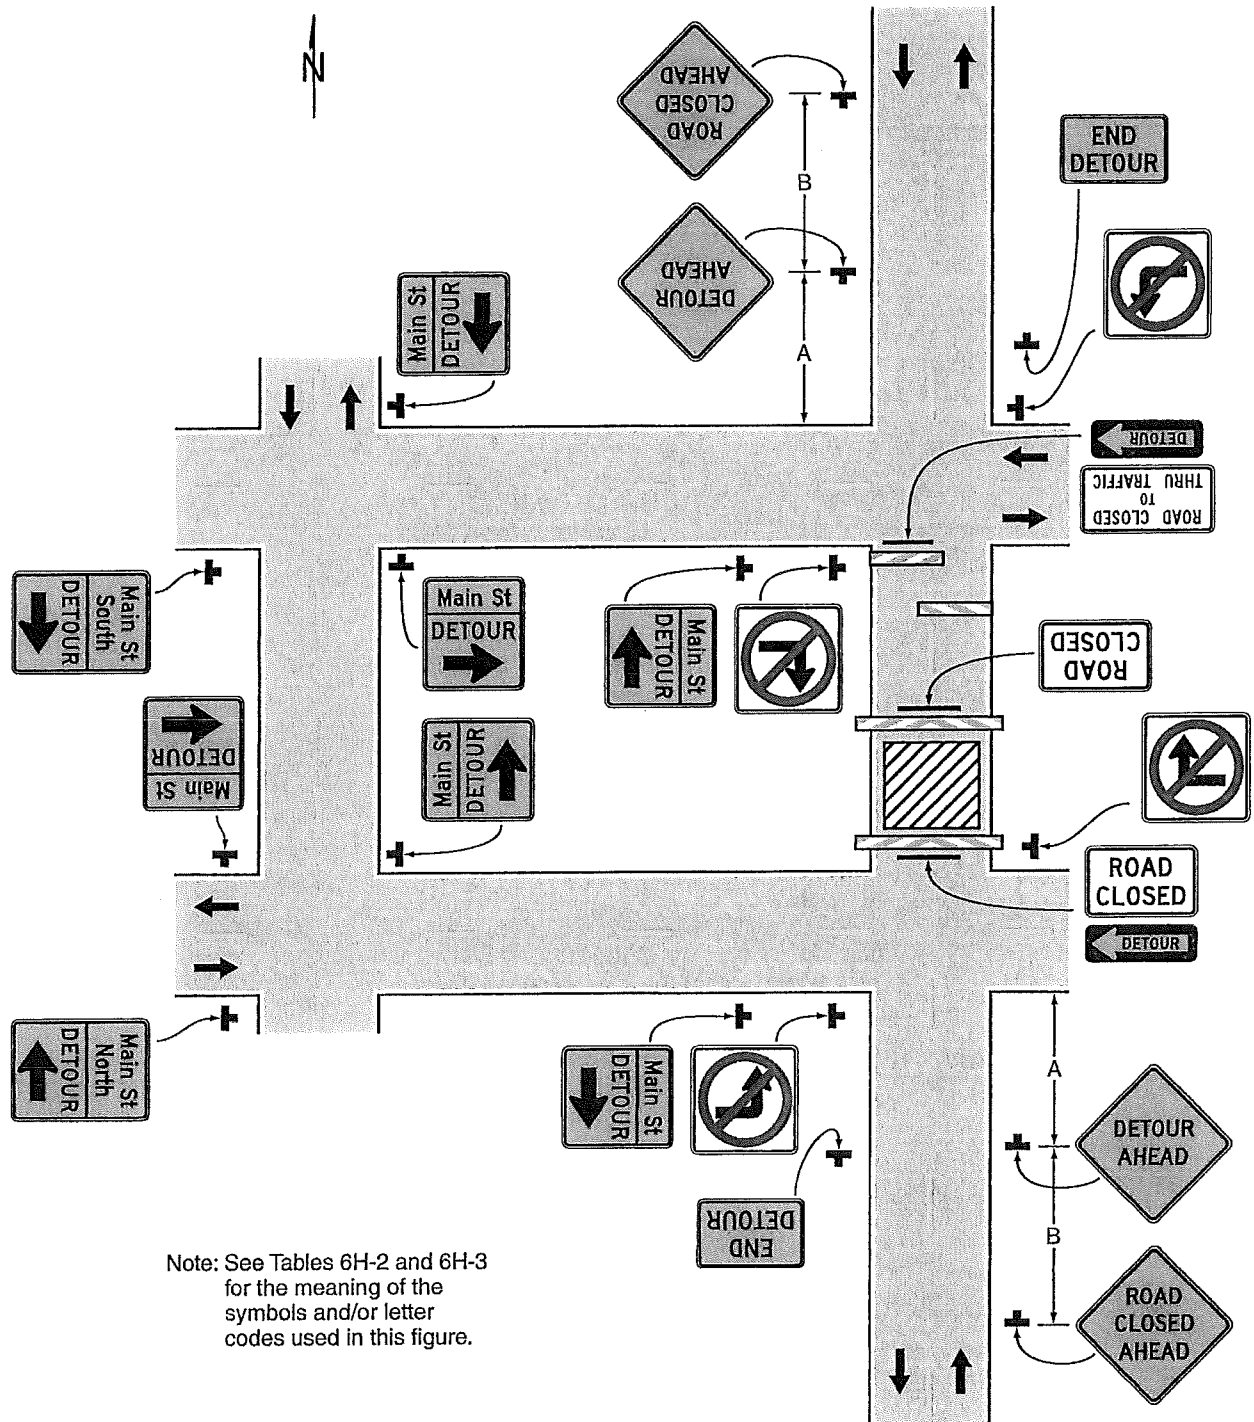 N
ROAD
CLOSED
AHEAD
B
DETOUR
AHEAD
A
END
DETOUR
Main St
DETOUR
DETOUR
ROAD CLOSED
TO
THRU TRAFFIC
Main St
South
DETOUR
Main St
DETOUR
Main St
DETOUR
ROAD
CLOSED
Main St
DETOUR
Main St
DETOUR
ROAD
CLOSED
DETOUR
Main St
North
DETOUR
Main St
DETOUR
A
DETOUR
AHEAD
END
DETOUR
B
ROAD
CLOSED
AHEAD
Note: See Tables 6H-2 and 6H-3
for the meaning of the
symbols and/or letter
codes used in this figure.